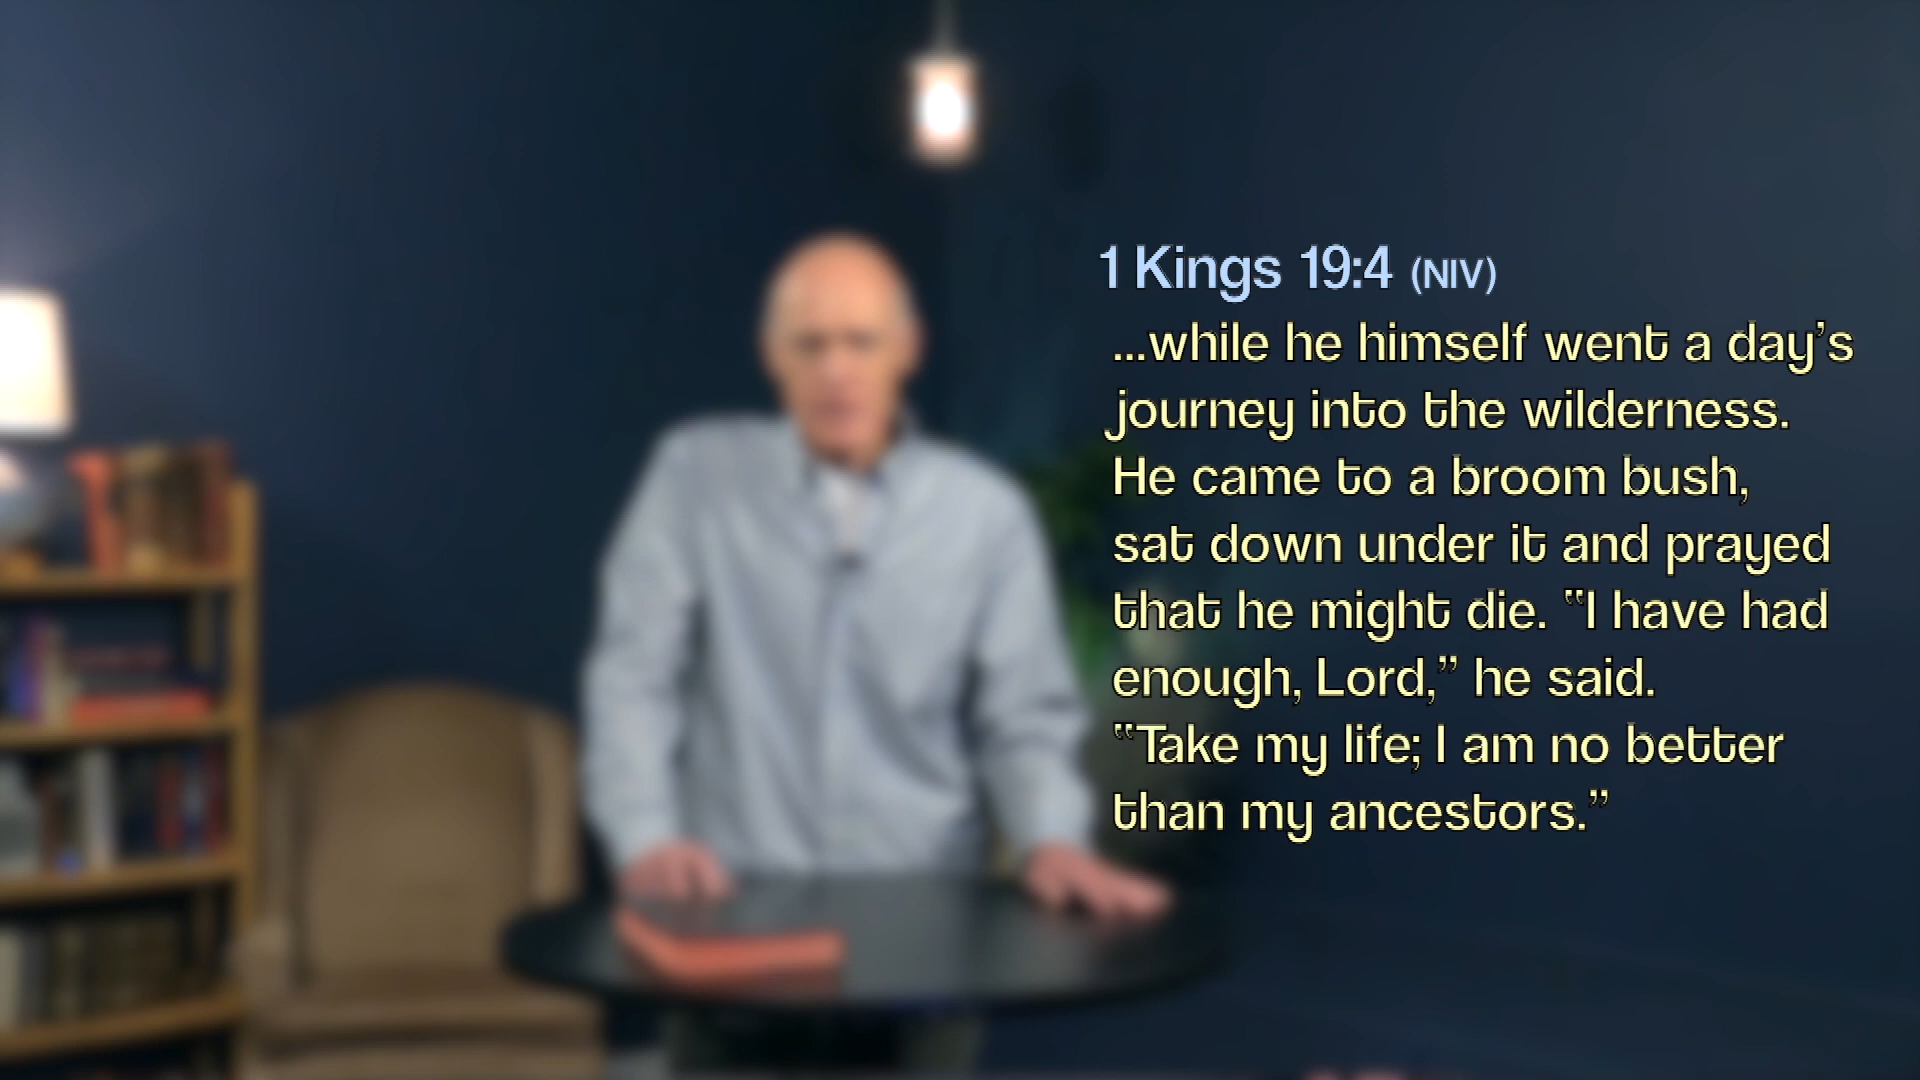 1 Kings 19:4 (NIV)
...while he himself went a day’s
journey into the wilderness.
He came to a broom bush,
sat down under it and prayed
that he might die. “I have had
enough, Lord,” he said.
“Take my life; I am no better
than my ancestors.”